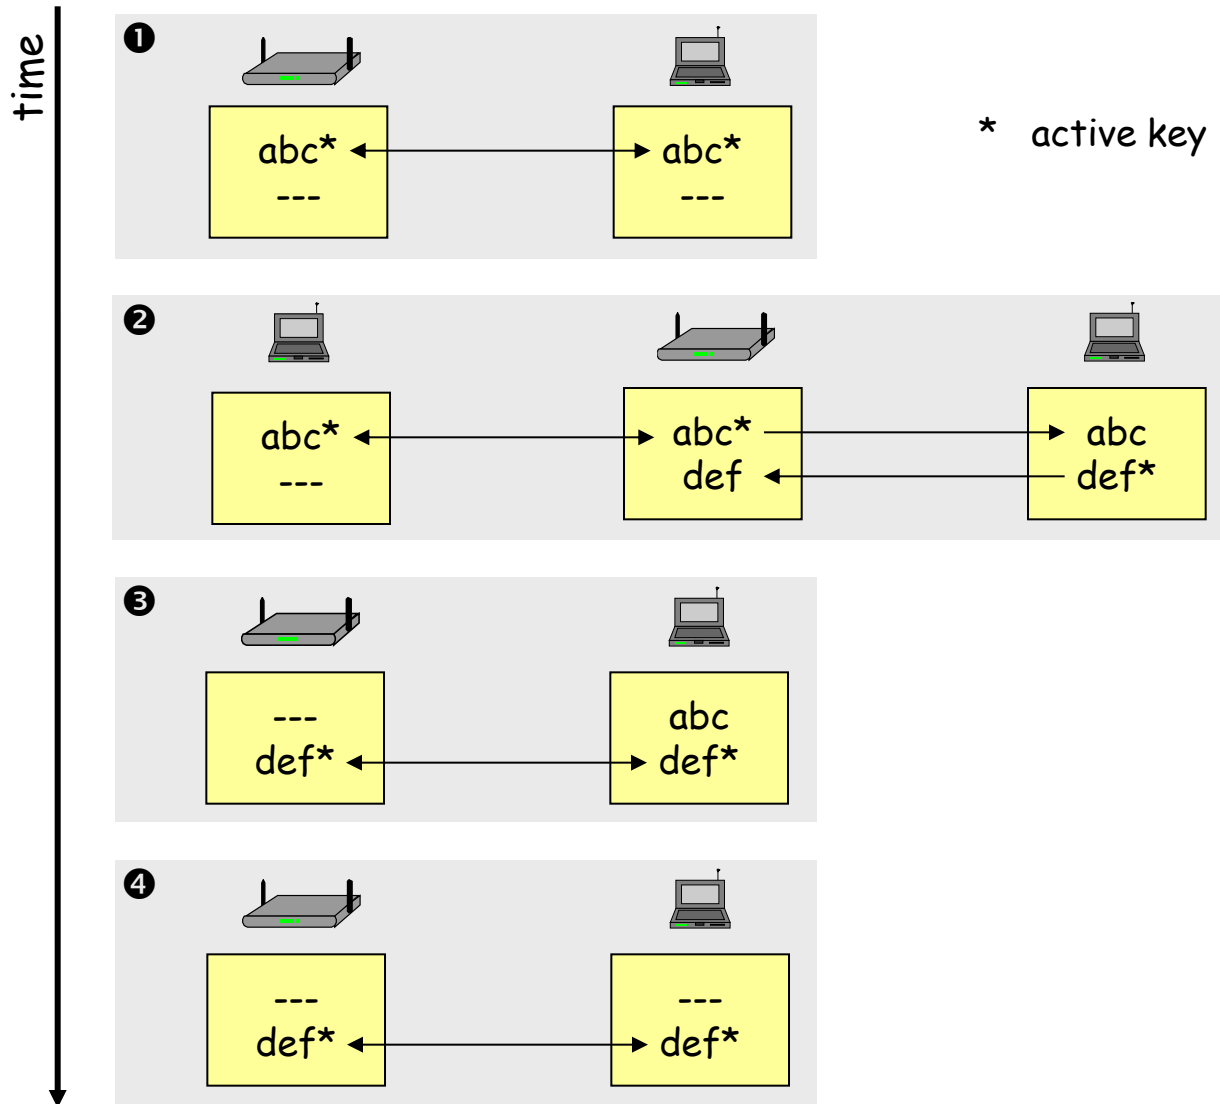 time
❶
abc* abc*
--- ---
* active key
❷
abc* abc* abc
--- def def*
❸
--- abc
def* def*
❹
--- ---
def* def*